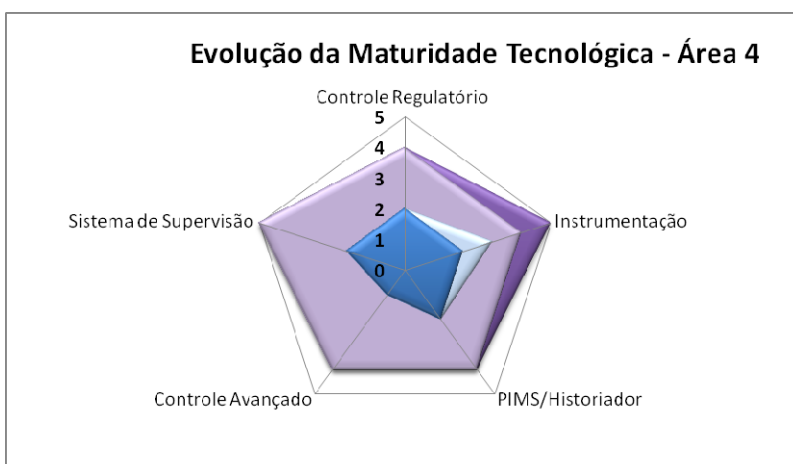 Evolução da Maturidade Tecnológica - Área 4
Controle Regulatório
5
4
3
2
1
0
Sistema de Supervisão
Instrumentação
Controle Avançado
PIMS/Historiador